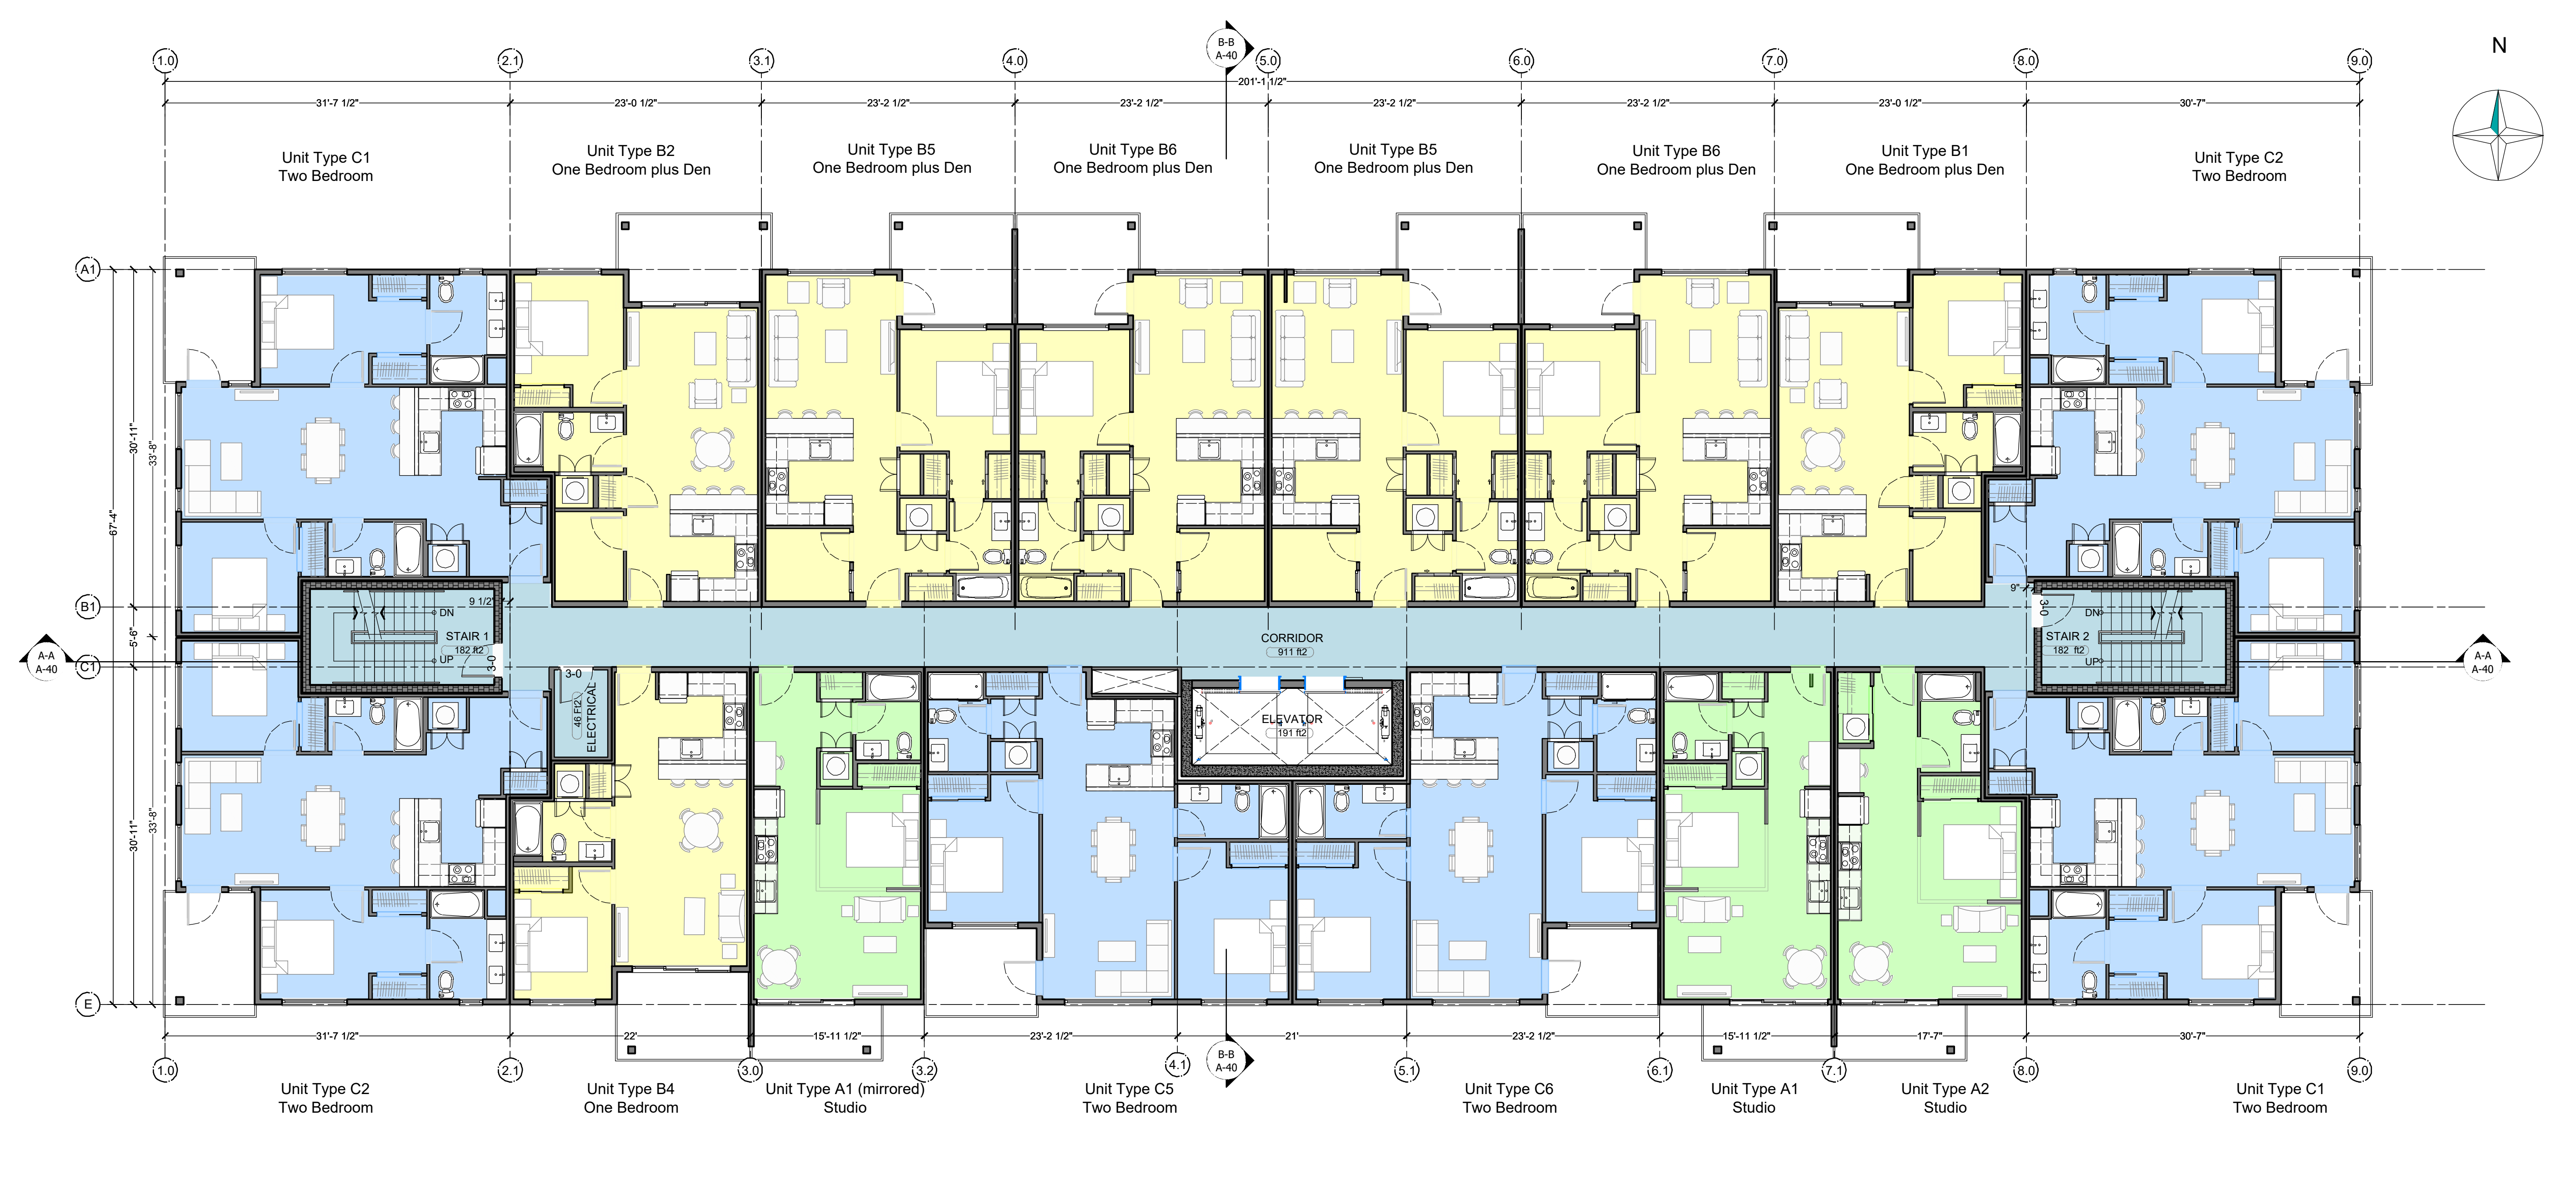 B-B
A-40
N
1.0
2.1
3.1
4.0
5.0
6.0
7.0
8.0
9.0
201'-1 1/2"
31'-7 1/2"
23'-0 1/2"
23'-2 1/2"
23'-2 1/2"
23'-2 1/2"
23'-2 1/2"
23'-0 1/2"
30'-7"
Unit Type C1
Two Bedroom
Unit Type B2
One Bedroom plus Den
Unit Type B5
One Bedroom plus Den
Unit Type B6
One Bedroom plus Den
Unit Type B5
One Bedroom plus Den
Unit Type B6
One Bedroom plus Den
Unit Type B1
One Bedroom plus Den
Unit Type C2
Two Bedroom
A1
30'-11"
33'-8"
67'-4"
B1
5'-6"
C1
30'-11"
33'-8"
E
A-A
A-40
9 1/2"
DN
STAIR 1
182 ft2
UP
3-0
3-0
46 Ft2
ELECTRICAL
CORRIDOR
911 ft2
ELEVATOR
191 ft2
9"
3-0
DN
STAIR 2
182 ft2
UP
A-A
A-40
31'-7 1/2"
22'
15'-11 1/2"
23'-2 1/2"
21'
23'-2 1/2"
15'-11 1/2"
17'-7"
30'-7"
1.0
2.1
3.0
3.2
4.1
B-B
A-40
5.1
6.1
7.1
8.0
9.0
Unit Type C2
Two Bedroom
Unit Type B4
One Bedroom
Unit Type A1 (mirrored)
Studio
Unit Type C5
Two Bedroom
Unit Type C6
Two Bedroom
Unit Type A1
Studio
Unit Type A2
Studio
Unit Type C1
Two Bedroom